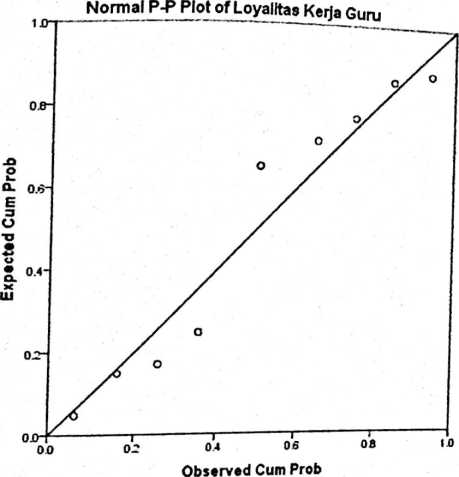 Normal P-P Plot of Loyalitas Kerja Guru
1.0
0.8
0.6
0.4
0.2
0.0
Expected Cum Prob
0.0 0.2 0.4 0.6 0.8 1.0
Observed Cum Prob